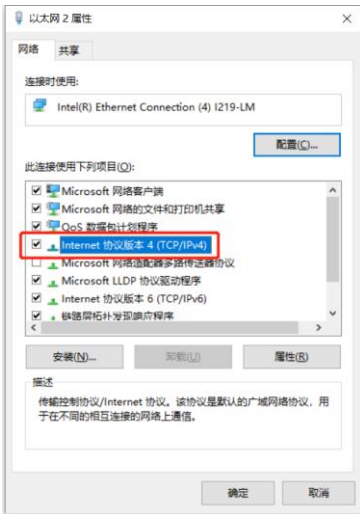 以太网 2 属性
网络 共享
连接时使用:
Intel(R) Ethernet Connection (4) I219-LM
配置(C)...
此连接使用下列项目(O):
Microsoft 网络客户端
Microsoft 网络的文件和打印机共享
QoS 数据包计划程序
Internet 协议版本 4 (TCP/IPv4)
Microsoft 网络适配器多路传送器协议
Microsoft LLDP 协议驱动程序
Internet 协议版本 6 (TCP/IPv6)
链路层拓扑发现响应程序
安装(N)... 卸载(U) 属性(R)
描述
传输控制协议/Internet 协议。该协议是默认的广域网络协议，用
于在不同的相互连接的网络上通信。
确定 取消